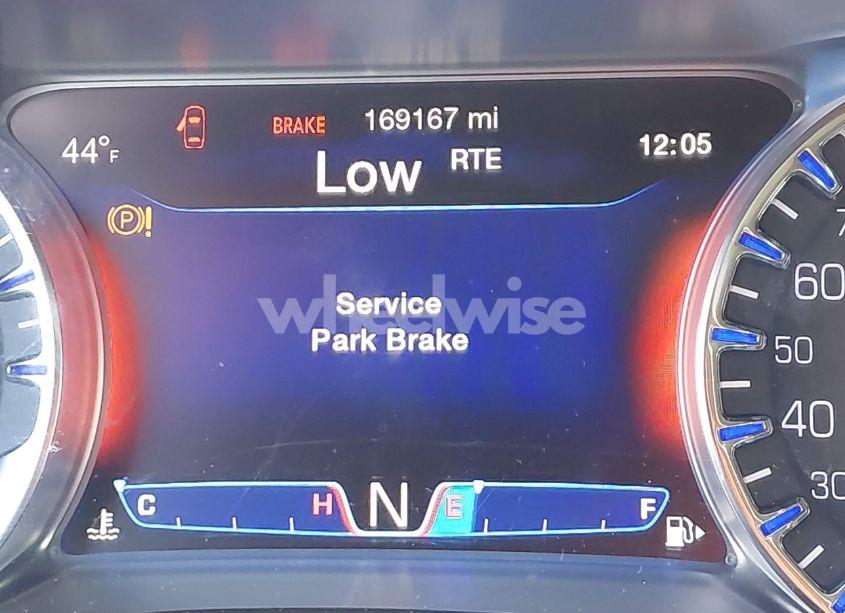 BRAKE 169167 mi
44°F Low RTE 12:05
(P)!
Service
wheelwise
Park Brake
C H N E F
60
50
40
30